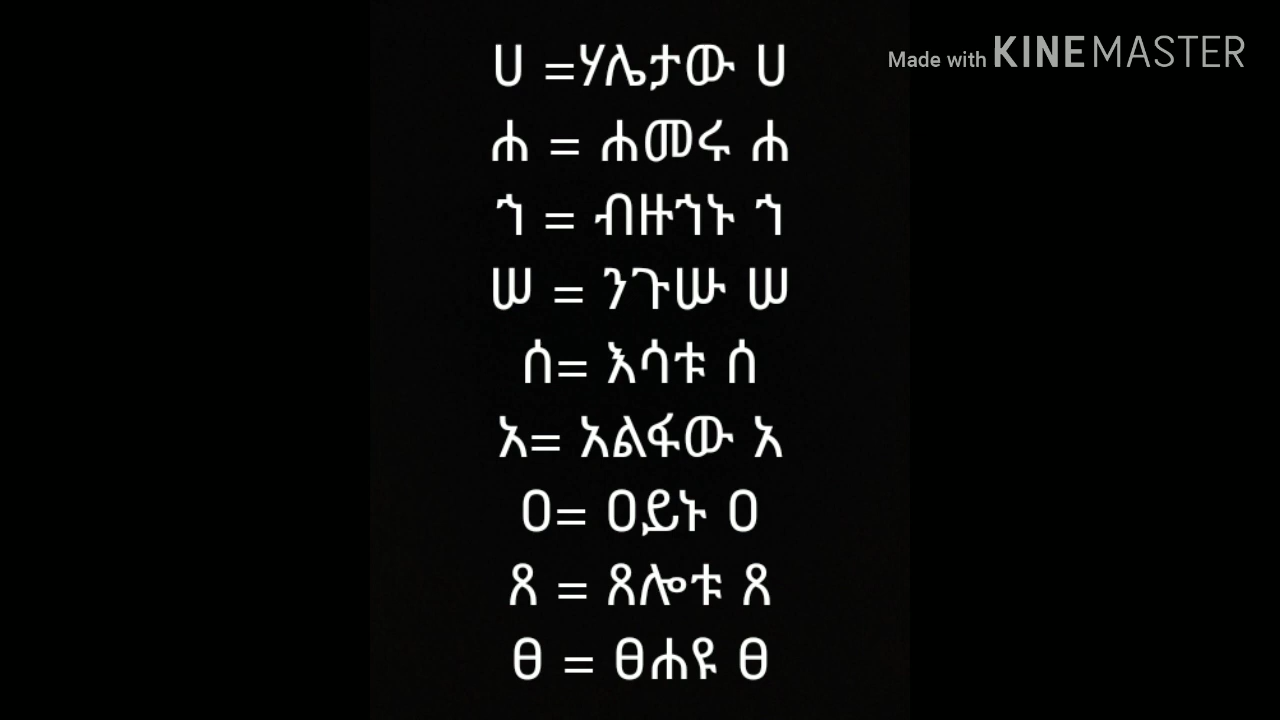 Made with KINEMASTER
ሀ =ሃሌታው ሀ
ሐ = ሐመሩ ሐ
ኀ = ብዙኀኑ ኀ
ሠ = ንጉሡ ሠ
ሰ= እሳቱ ሰ
አ= አልፋው አ
ዐ= ዐይኑ ዐ
ጸ = ጸሎቱ ጸ
ፀ = ፀሐዩ ፀ